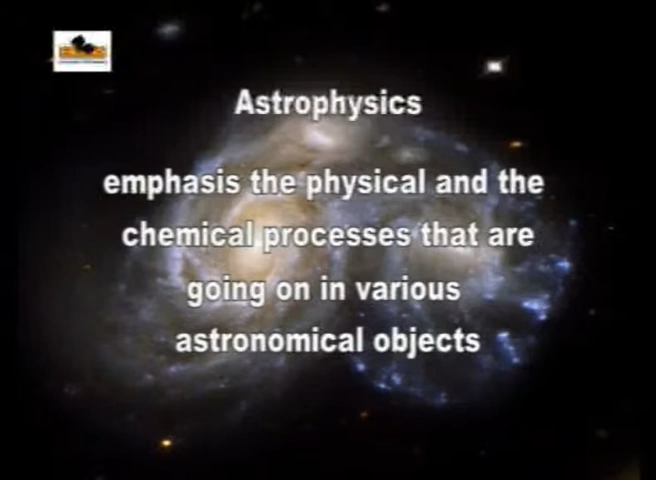 Astrophysics
emphasis the physical and the
chemical processes that are
going on in various
astronomical objects